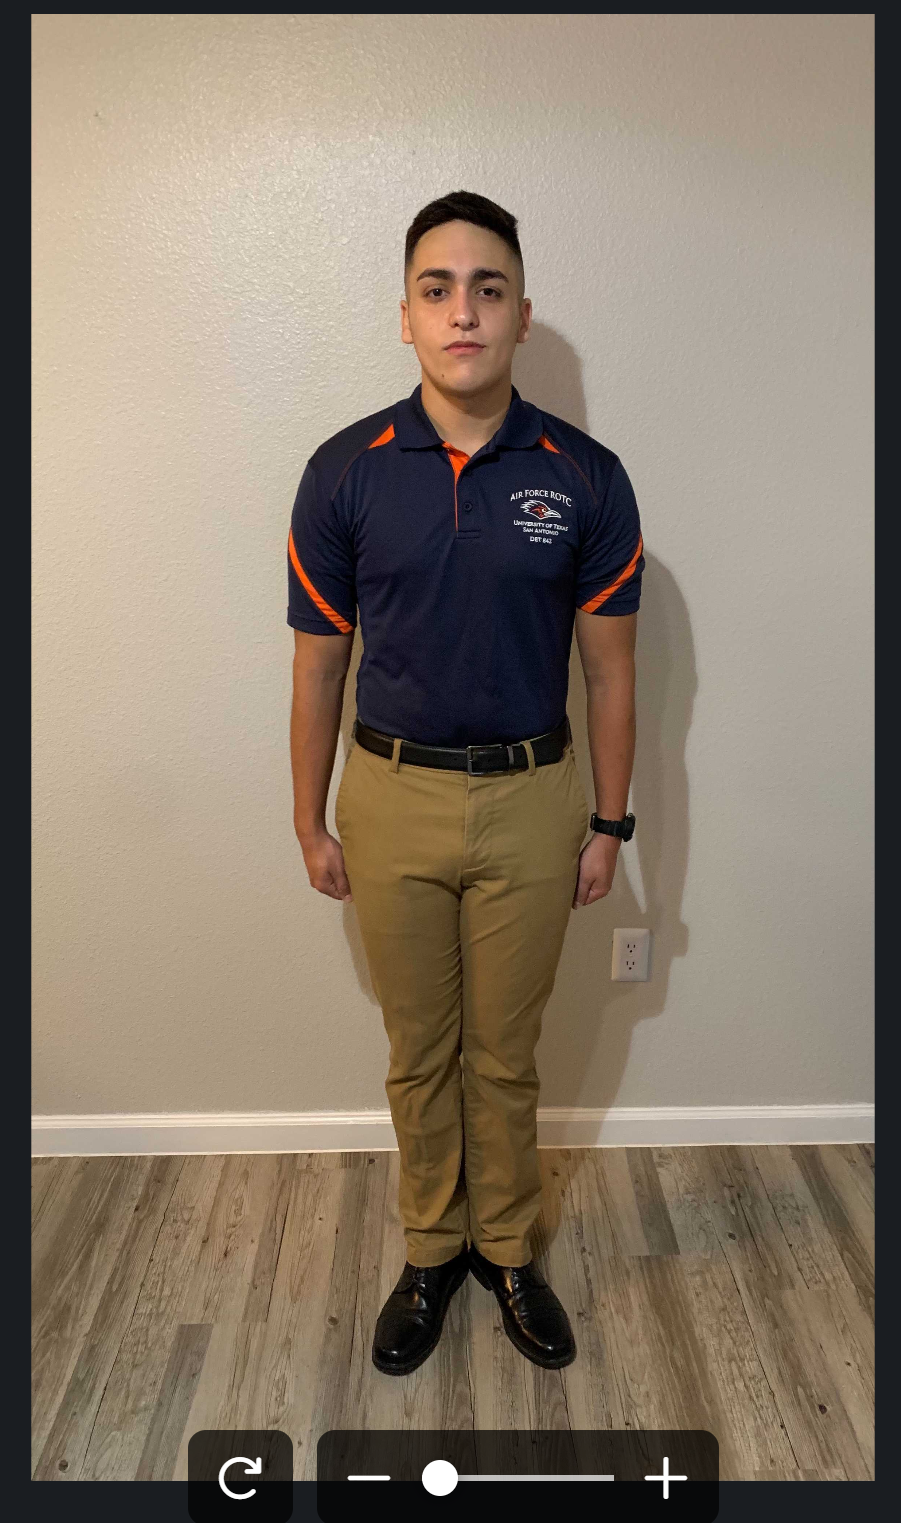 AIR FORCE ROTC
UNIVERSITY OF TEXAS
SAN ANTONIO
DET 842